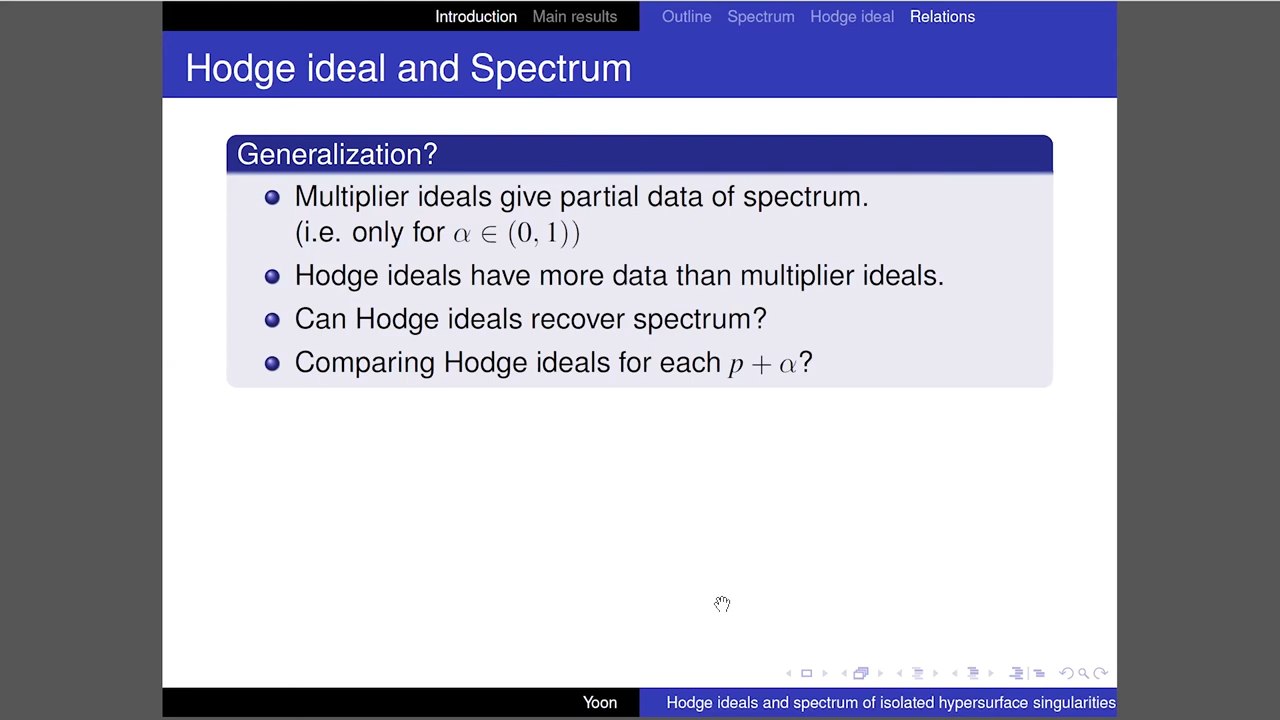 Introduction Main results Outline Spectrum Hodge ideal Relations
Hodge ideal and Spectrum
Generalization?
Multiplier ideals give partial data of spectrum.
(i.e. only for α ∈ (0, 1))
Hodge ideals have more data than multiplier ideals.
Can Hodge ideals recover spectrum?
Comparing Hodge ideals for each p + α?
Yoon Hodge ideals and spectrum of isolated hypersurface singularities